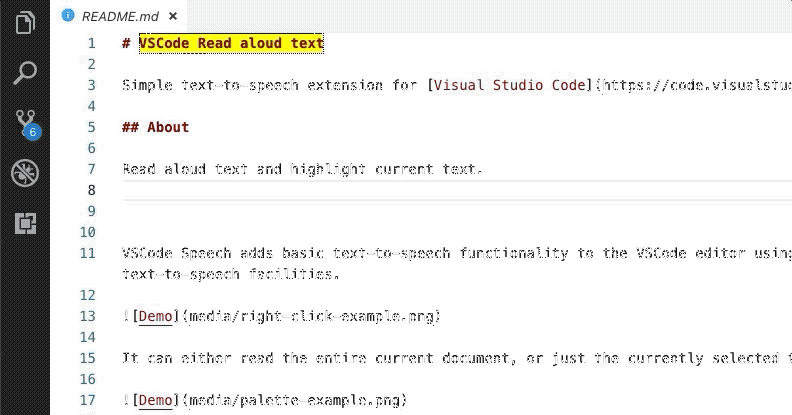 README.md ×
1 # VSCode Read aloud text
2
3 Simple text-to-speech extension for [Visual Studio Code](https://code.visualstu
4
5 ## About
6
7 Read aloud text and highlight current text.
8
9
10
11 VSCode Speech adds basic text-to-speech functionality to the VSCode editor using
text-to-speech facilities.
12
13 ![Demo](media/right-click-example.png)
14
15 It can either read the entire current document, or just the currently selected
16
17 ![Demo](media/palette-example.png)
6